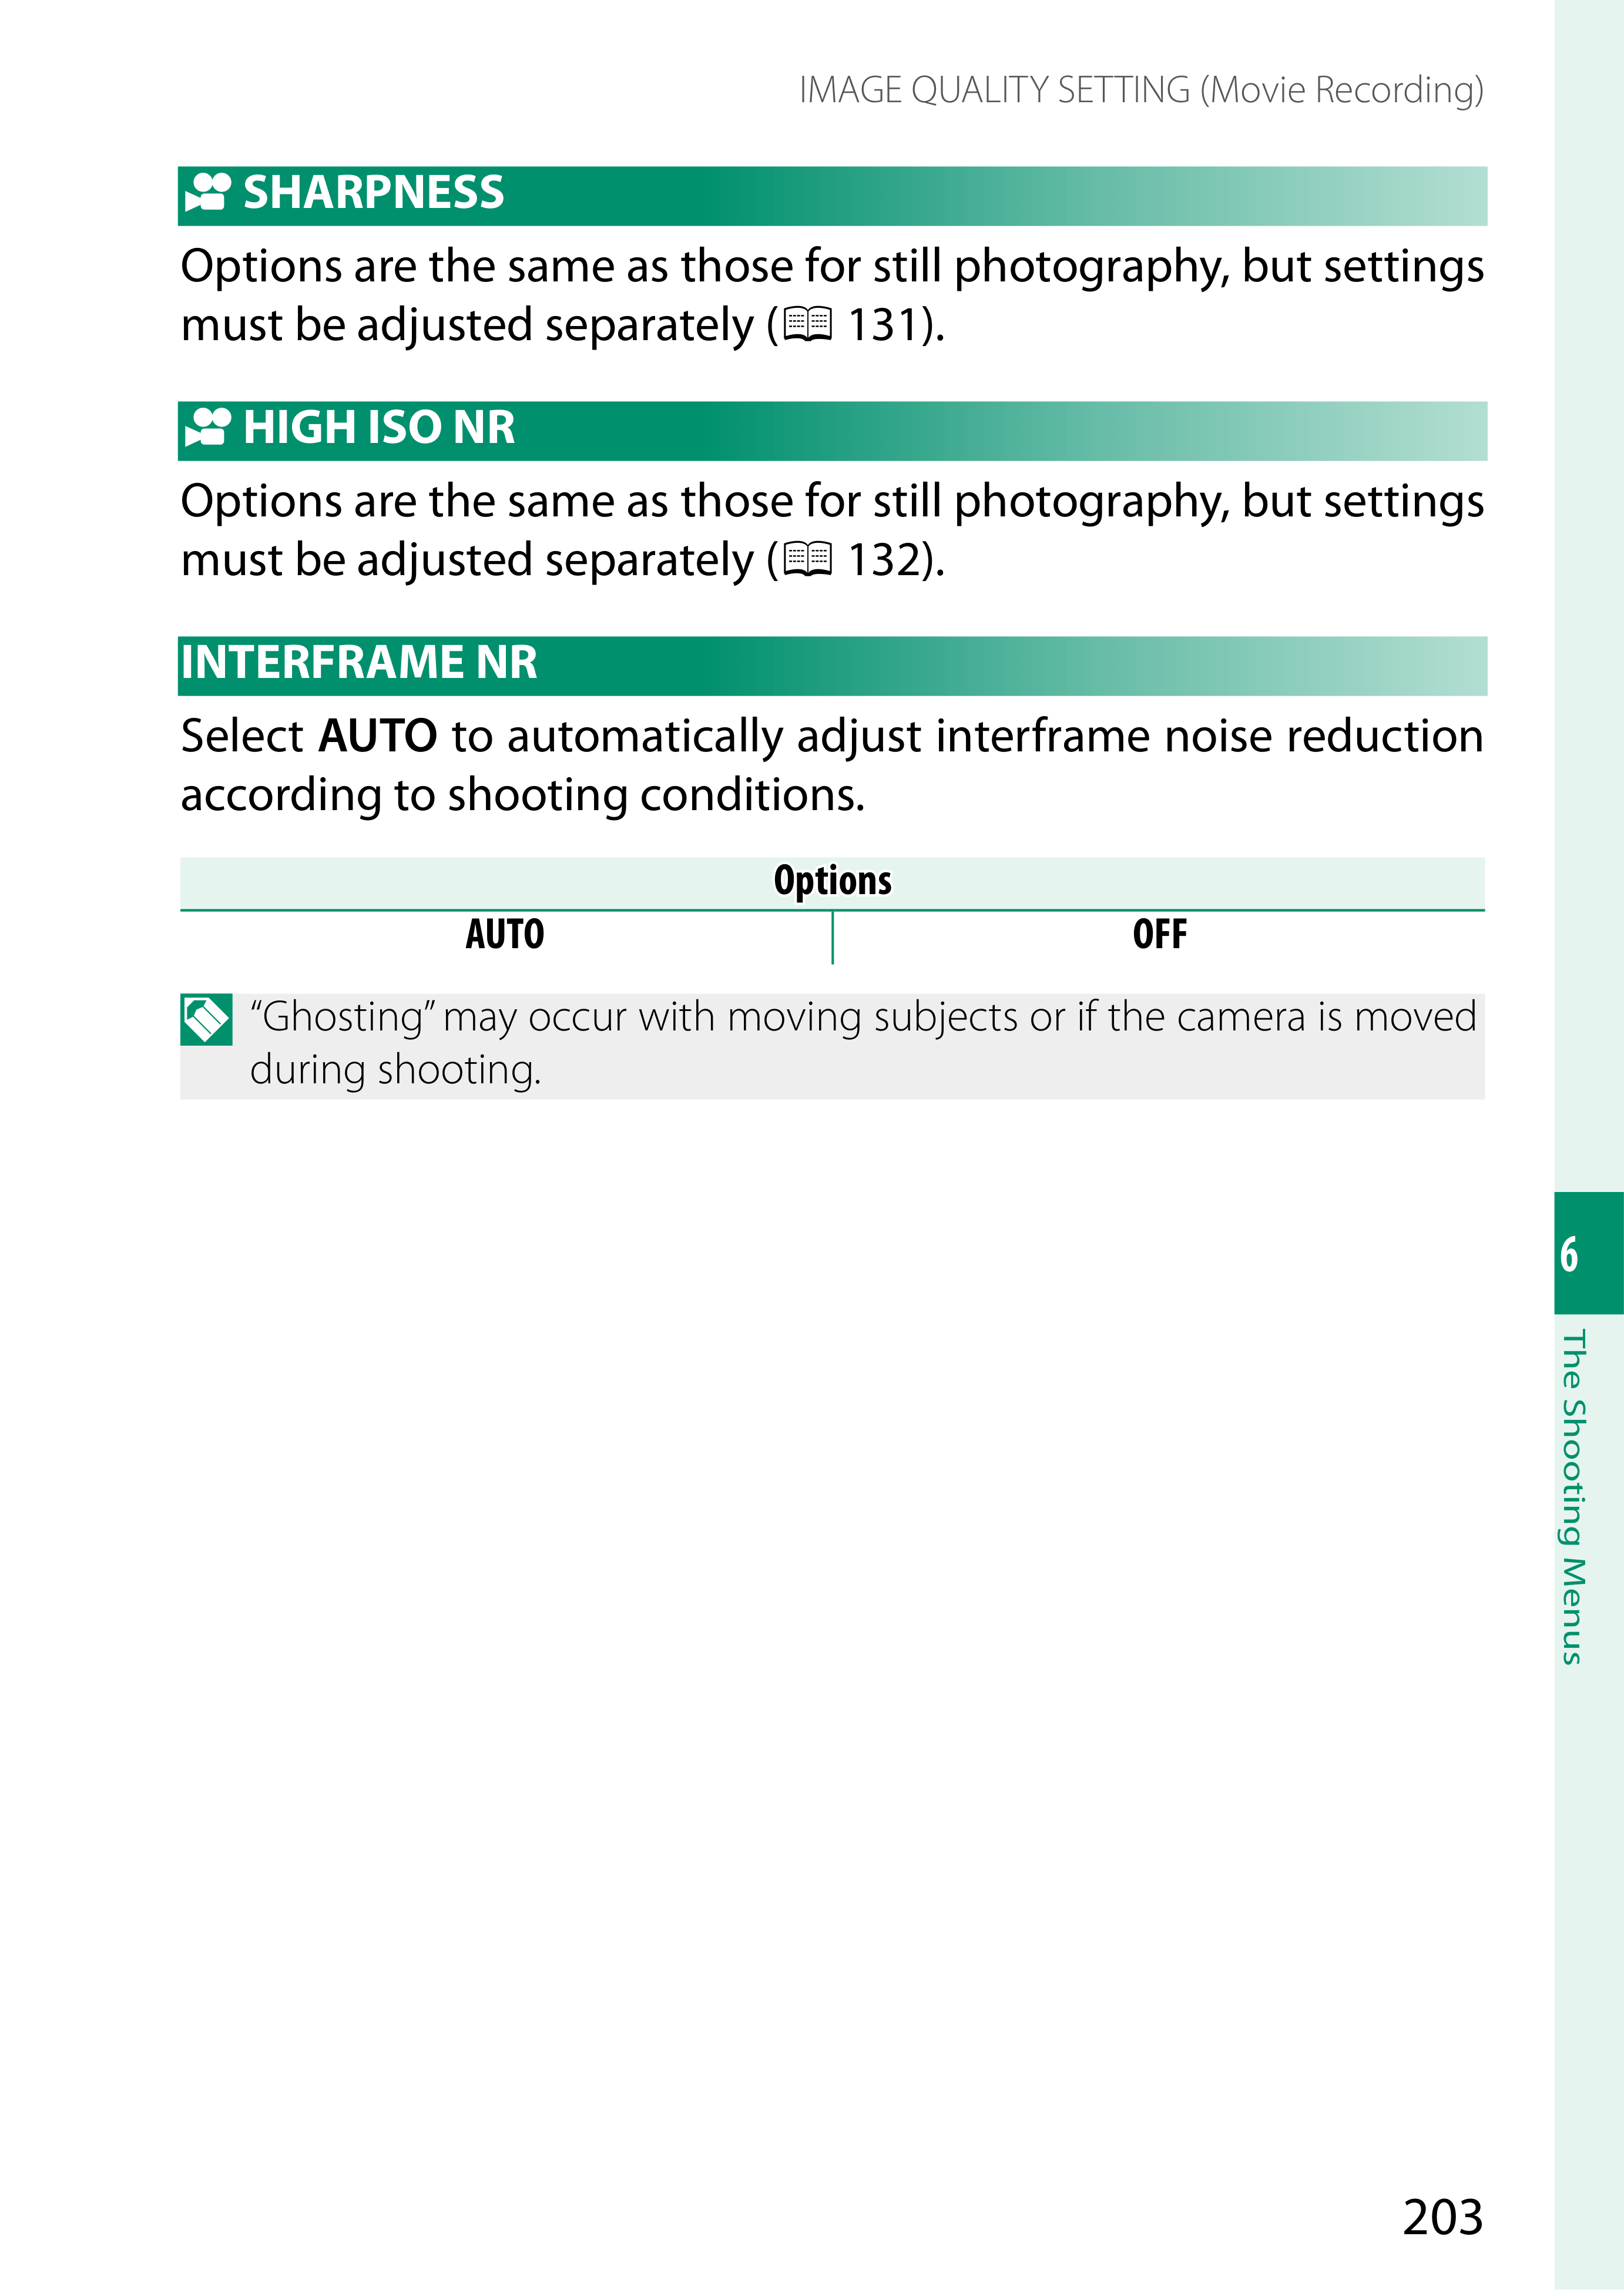 IMAGE QUALITY SETTING (Movie Recording)
SHARPNESS
Options are the same as those for still photography, but settings
must be adjusted separately ( 131).
HIGH ISO NR
Options are the same as those for still photography, but settings
must be adjusted separately ( 132).
INTERFRAME NR
Select AUTO to automatically adjust interframe noise reduction
according to shooting conditions.
Options
AUTO OFF
“Ghosting” may occur with moving subjects or if the camera is moved
during shooting.
6
The Shooting Menus
203